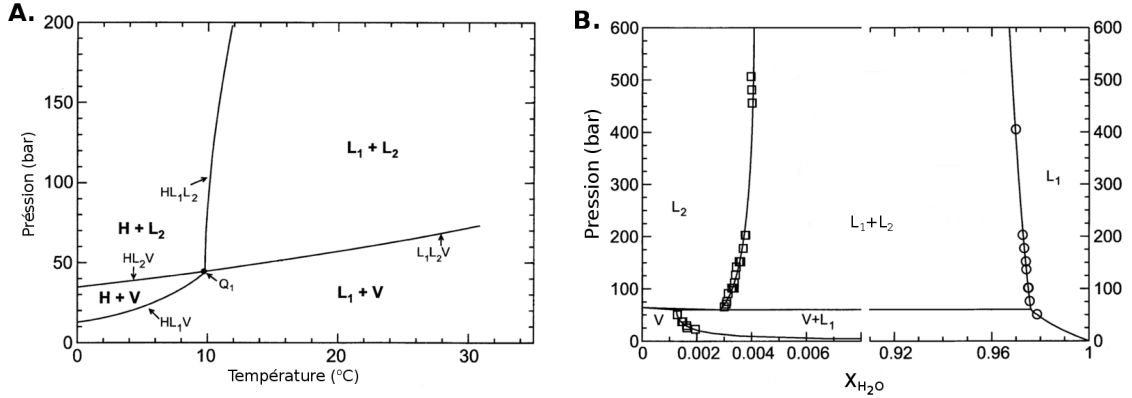 A.
200
150
100
50
0
Préssion (bar)
0
10
20
30
Température (°C)
HL₁L₂
L₁ + L₂
H + L₂
HL₂V
L₁L₂V
Q₁
H + V
L₁ + V
HL₁V
B.
600
500
400
300
200
100
0
Pression (bar)
L₂
L₁+L₂
L₁
V
V+L₁
600
500
400
300
200
100
0
0
0.002
0.004
0.006
0.92
0.96
1
X_H₂O